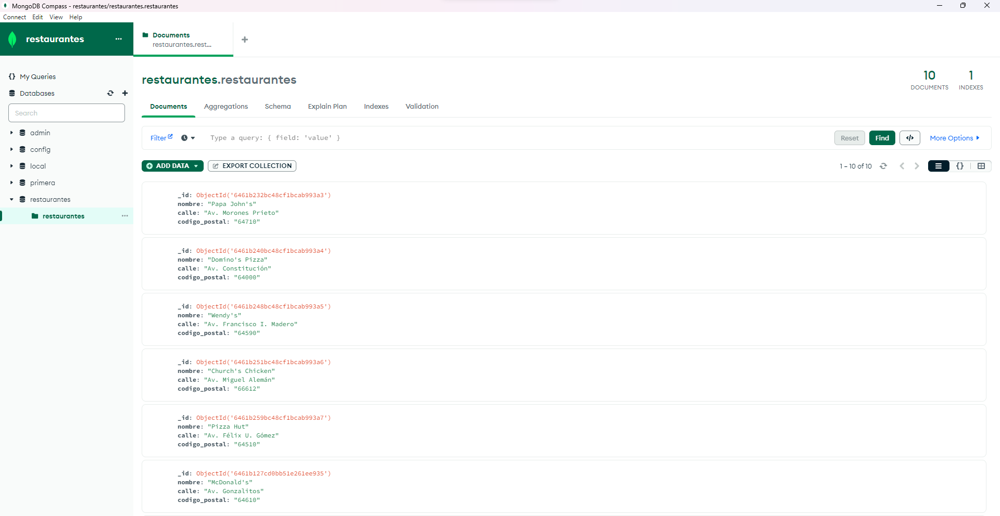 MongoDB Compass - restaurantes/restaurantes.restaurantes
Connect Edit View Help
restaurantes
Documents
restaurantes.rest...
My Queries
Databases
Search
admin
config
local
primera
restaurantes
restaurantes
restaurantes.restaurantes
10
DOCUMENTS
1
INDEXES
Documents Aggregations Schema Explain Plan Indexes Validation
Filter Type a query: { field: 'value' } Reset Find </> More Options
ADD DATA EXPORT COLLECTION 1 – 10 of 10 {}
_id: ObjectId('6461b232bc48cf1bcab993a3')
nombre: "Papa John's"
calle: "Av. Morones Prieto"
codigo_postal: "64710"
_id: ObjectId('6461b240bc48cf1bcab993a4')
nombre: "Domino's Pizza"
calle: "Av. Constitución"
codigo_postal: "64000"
_id: ObjectId('6461b248bc48cf1bcab993a5')
nombre: "Wendy's"
calle: "Av. Francisco I. Madero"
codigo_postal: "64590"
_id: ObjectId('6461b251bc48cf1bcab993a6')
nombre: "Church's Chicken"
calle: "Av. Miguel Alemán"
codigo_postal: "66612"
_id: ObjectId('6461b259bc48cf1bcab993a7')
nombre: "Pizza Hut"
calle: "Av. Félix U. Gómez"
codigo_postal: "64510"
_id: ObjectId('6461b127cd0bb51e261ee935')
nombre: "McDonald's"
calle: "Av. Gonzalitos"
codigo_postal: "64610"